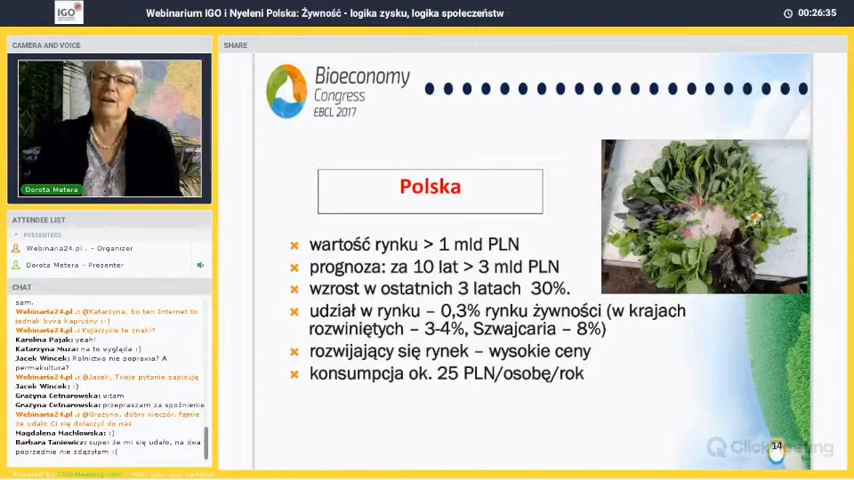 IGO
Webinarium IGO i Nyeleni Polska: Żywność - logika zysku, logika społeczeństw
00:26:35
CAMERA AND VOICE
SHARE
Dorota Metera
ATTENDEE LIST
PRESENTERS
Webinaria24.pl . - Organizer
Dorota Metera - Presenter
CHAT
sam.
Webinaria24.pl .: @Katarzyna, bo ten Internet to
jednak bywa kapryśny :-)
Webinaria24.pl .: Kojarzycie te znaki?
Karolina Pająk: yeah!
Katarzyna Muza: na to wygląda :)
Jacek Wincek: Rolnictwo nie poprawia? A
permakultura?
Webinaria24.pl .: @Jacek, Twoje pytanie zapisuję
Jacek Wincek: :)
Grażyna Cetnarowska: witam
Grażyna Cetnarowska: przepraszam za spoźnienie
Webinaria24.pl .: @Grażyno, dobry wieczór, fajnie
że udało Ci się dołączyć do nas
Magdalena Machlowska: :)
Barbara Taniewicz: super że mi się udało, na dwa
poprzednie nie zdążyłam :(
Powered by ClickMeeting.com
Bioeconomy
Congress
EBCL 2017
Polska
wartość rynku > 1 mld PLN
prognoza: za 10 lat > 3 mld PLN
wzrost w ostatnich 3 latach 30%.
udział w rynku – 0,3% rynku żywności (w krajach
rozwiniętych – 3-4%, Szwajcaria – 8%)
rozwijający się rynek – wysokie ceny
konsumpcja ok. 25 PLN/osobę/rok
14
ClickMeeting